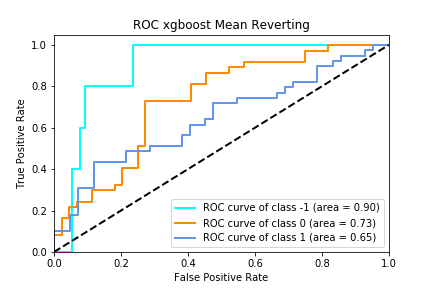 ROC xgboost Mean Reverting
True Positive Rate
1.0
0.8
0.6
0.4
0.2
0.0
ROC curve of class -1 (area = 0.90)
ROC curve of class 0 (area = 0.73)
ROC curve of class 1 (area = 0.65)
0.0 0.2 0.4 0.6 0.8 1.0
False Positive Rate